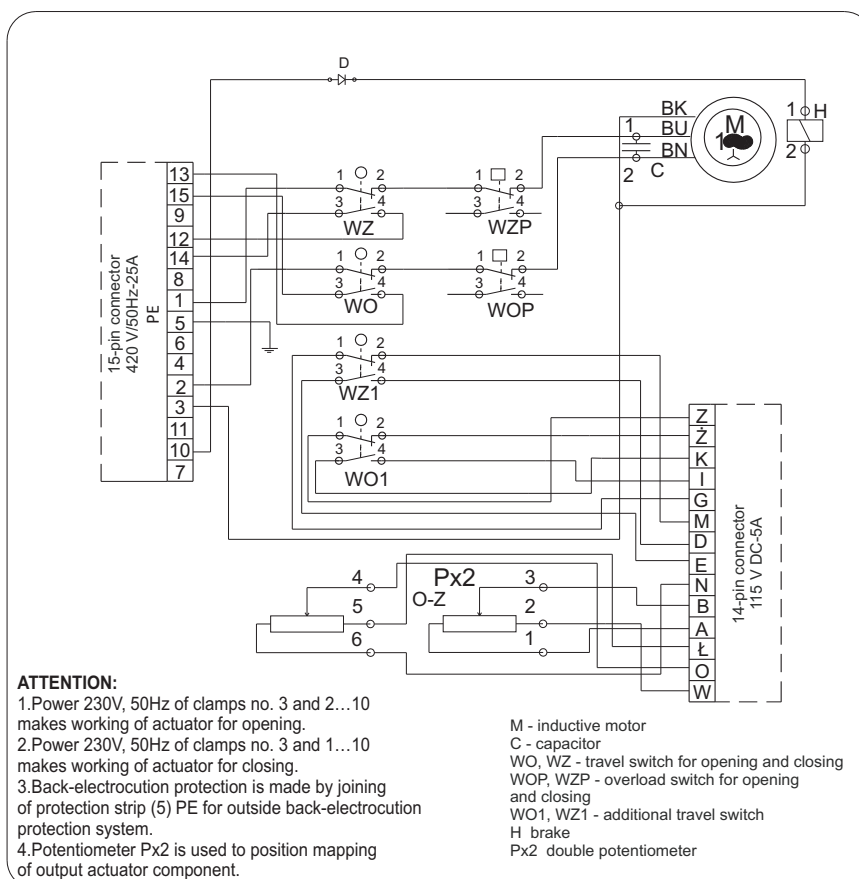 D
BK
BU
BN
M
1
1
2
C
1
H
2
15-pin connector
420 V/50Hz-25A
PE
13
15
9
12
14
8
1
5
6
4
2
3
11
10
7
1 2
3 4
WZ
1 2
3 4
WZP
1 2
3 4
WO
1 2
3 4
WOP
1 2
3 4
WZ1
1 2
3 4
WO1
Z
Ż
K
I
G
M
D
E
N
B
A
Ł
O
W
14-pin connector
115 V DC-5A
4
5
6
Px2
O-Z
3
2
1
ATTENTION:
1.Power 230V, 50Hz of clamps no. 3 and 2...10
makes working of actuator for opening.
2.Power 230V, 50Hz of clamps no. 3 and 1...10
makes working of actuator for closing.
3.Back-electrocution protection is made by joining
of protection strip (5) PE for outside back-electrocution
protection system.
4.Potentiometer Px2 is used to position mapping
of output actuator component.
M - inductive motor
C - capacitor
WO, WZ - travel switch for opening and closing
WOP, WZP - overload switch for opening
and closing
WO1, WZ1 - additional travel switch
H brake
Px2 double potentiometer